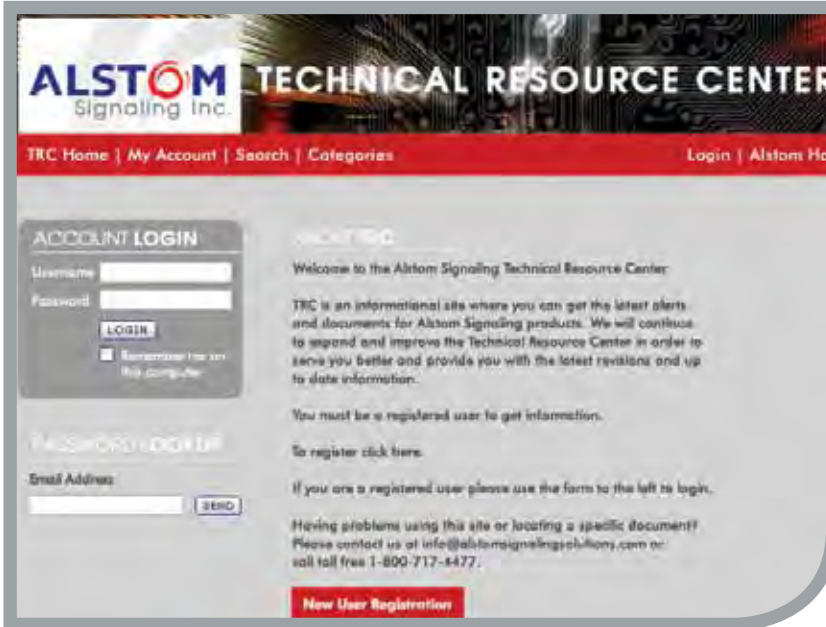 ALSTOM
Signaling Inc.
TECHNICAL RESOURCE CENTER
TRC Home | My Account | Search | Categories
Login | Alstom Ho
ACCOUNT LOGIN
Username
Password
LOGIN
Remember me on
this computer
PASSWORD LOOKUP
Email Address
SEND
ABOUT TRC
Welcome to the Alstom Signaling Technical Resource Center
TRC is an informational site where you can get the latest alerts
and documents for Alstom Signaling products. We will continue
to expand and improve the Technical Resource Center in order to
serve you better and provide you with the latest revisions and up
to date information.
You must be a registered user to get information.
To register click here.
If you are a registered user please use the form to the left to login.
Having problems using this site or locating a specific document?
Please contact us at info@alstomsignalingsolutions.com or
call toll free 1-800-717-4477.
New User Registration